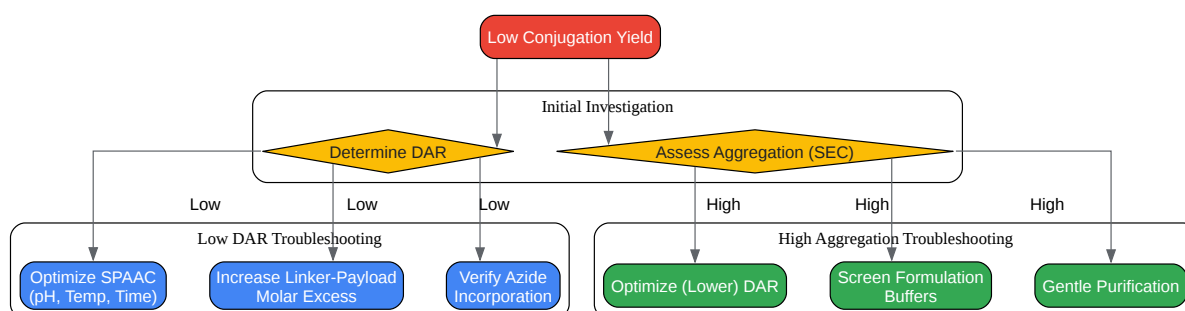 Low Conjugation Yield
Initial Investigation
Determine DAR
Assess Aggregation (SEC)
Low
Low
Low
High
High
High
Low DAR Troubleshooting
High Aggregation Troubleshooting
Optimize SPAAC
(pH, Temp, Time)
Increase Linker-Payload
Molar Excess
Verify Azide
Incorporation
Optimize (Lower) DAR
Screen Formulation
Buffers
Gentle Purification